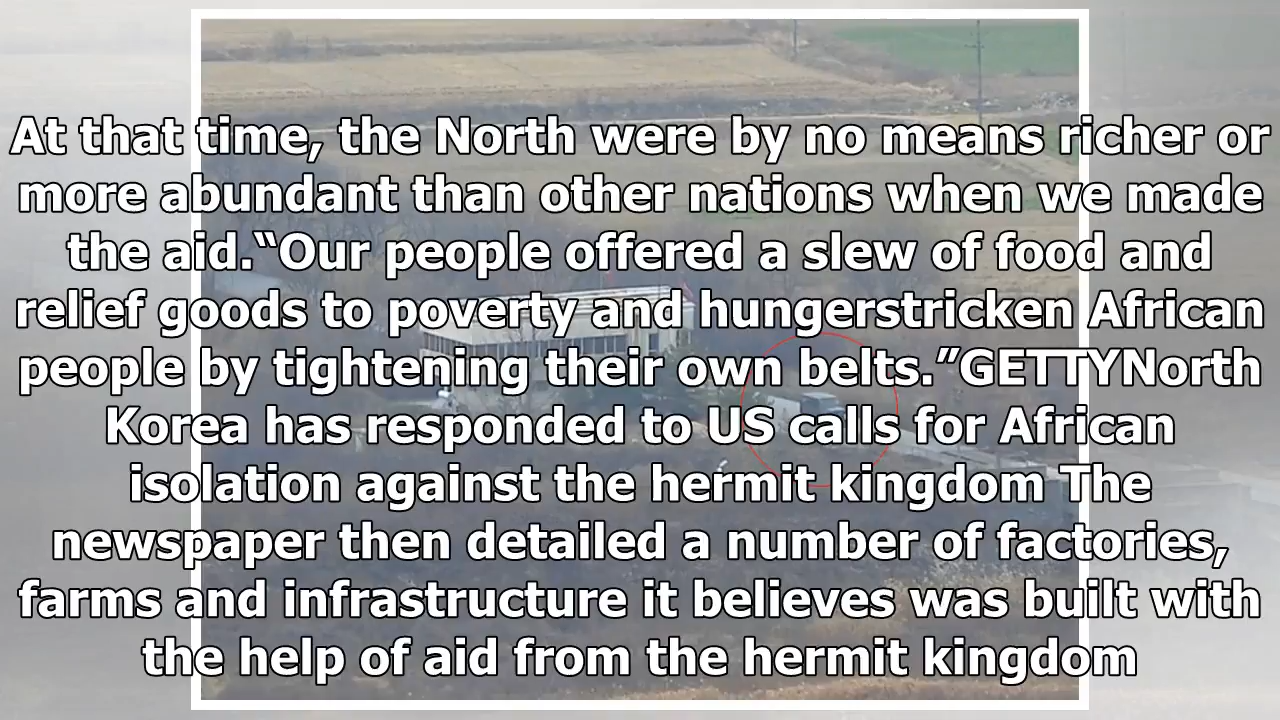 At that time, the North were by no means richer or
more abundant than other nations when we made
the aid.“Our people offered a slew of food and
relief goods to poverty and hungerstricken African
people by tightening their own belts.”GETTYNorth
Korea has responded to US calls for African
isolation against the hermit kingdom The
newspaper then detailed a number of factories,
farms and infrastructure it believes was built with
the help of aid from the hermit kingdom